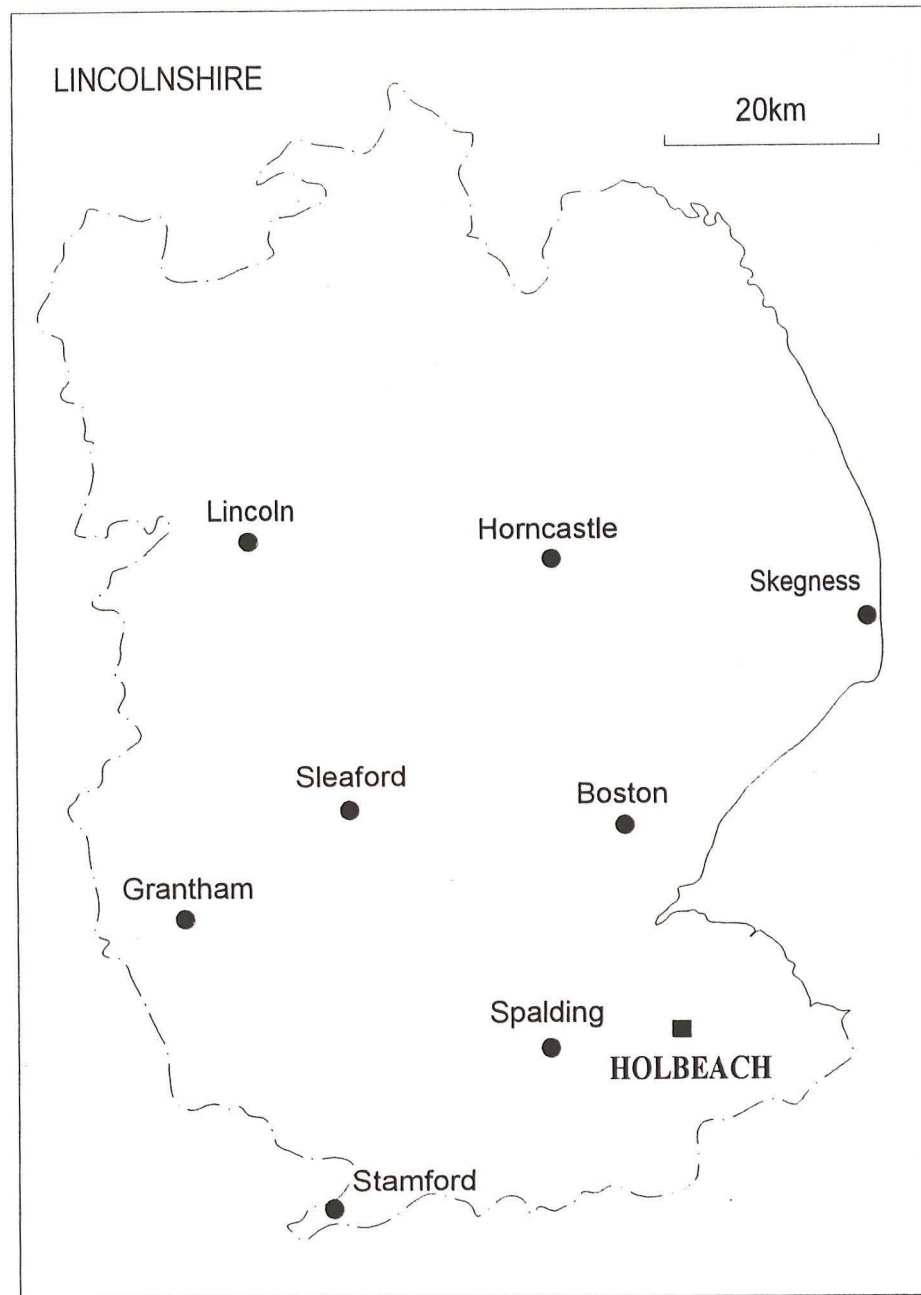 LINCOLNSHIRE
20km
Lincoln
Horncastle
Skegness
Sleaford
Boston
Grantham
Spalding
HOLBEACH
Stamford